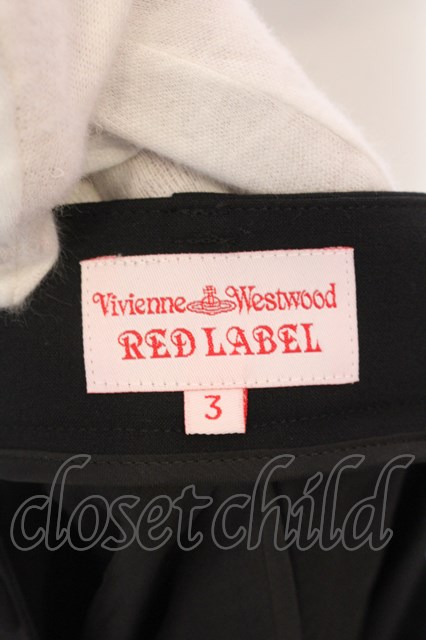 Vivienne Westwood
RED LABEL
3
closetchild